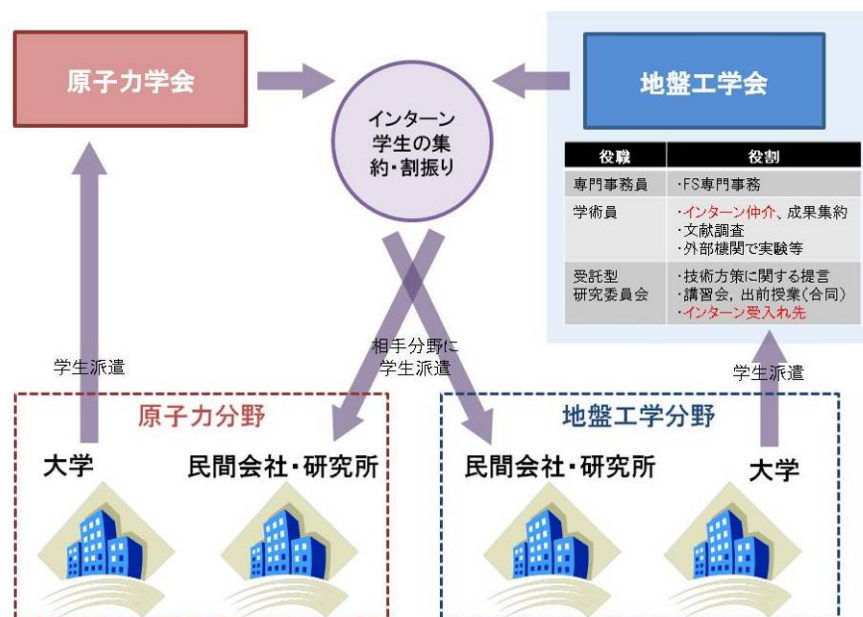 原子力学会
地盤工学会
インターン
学生の集
約・割振り
役職 役割
専門事務員 ・FS専門事務
学術員 ・インターン仲介、成果集約
・文献調査
・外部機関で実験等
受託型
研究委員会
・技術方策に関する提言
・講習会, 出前授業(合同)
・インターン受入れ先
学生派遣
相手分野に
学生派遣
学生派遣
原子力分野
大学
民間会社・研究所
地盤工学分野
民間会社・研究所
大学